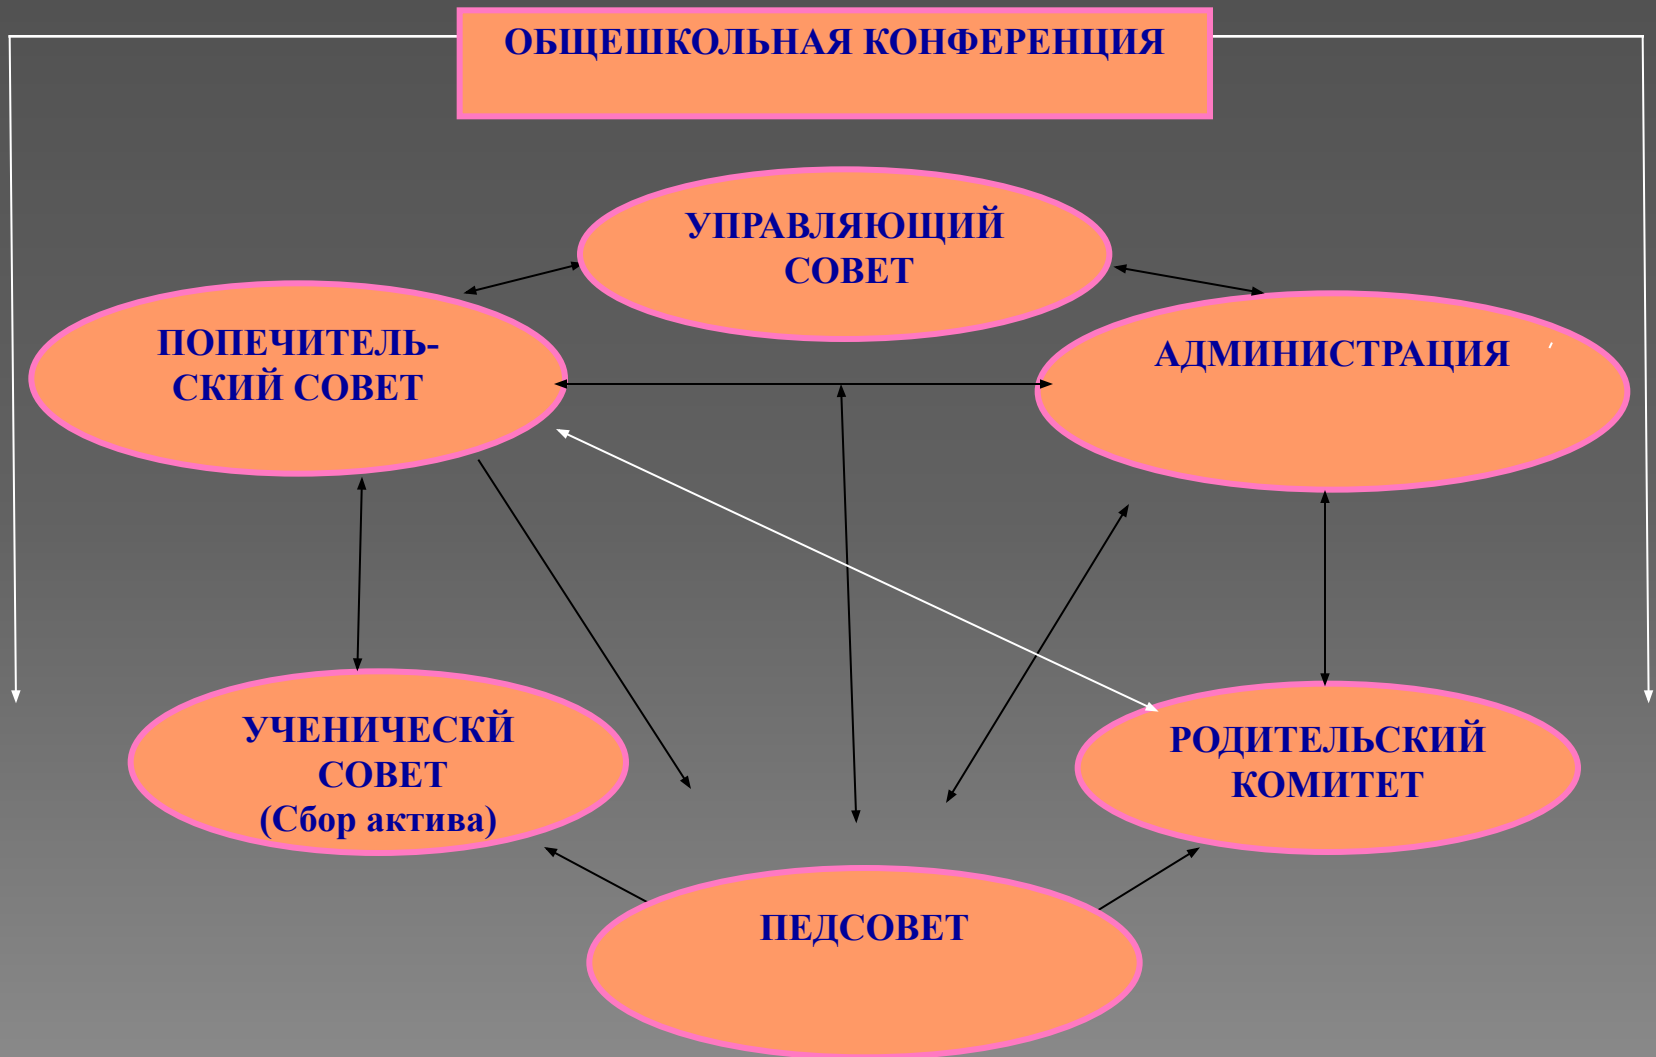 ОБЩЕШКОЛЬНАЯ КОНФЕРЕНЦИЯ
УПРАВЛЯЮЩИЙ
СОВЕТ
ПОПЕЧИТЕЛЬ-
СКИЙ СОВЕТ
АДМИНИСТРАЦИЯ
УЧЕНИЧЕСКЙ
СОВЕТ
(Сбор актива)
РОДИТЕЛЬСКИЙ
КОМИТЕТ
ПЕДСОВЕТ